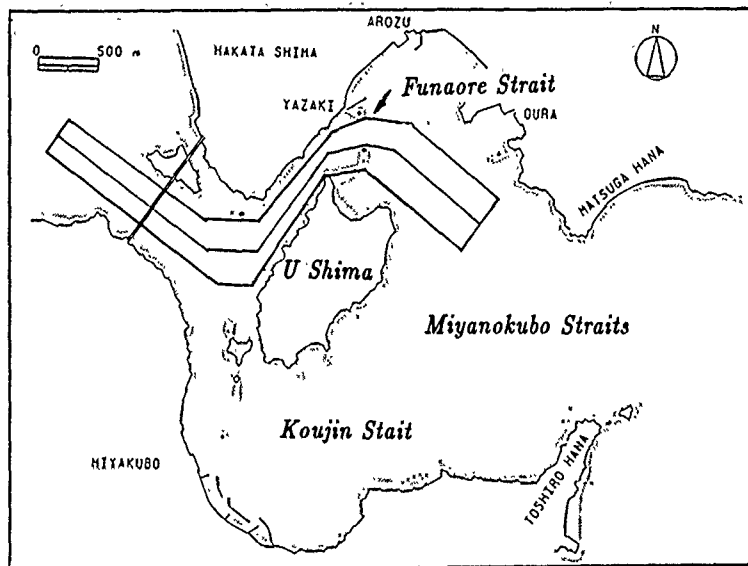 AROZU
N
0 500 m
HAKATA SHIMA
Funaore Strait
YAZAKI
OURA
MATSUGA HANA
U Shima
Miyanokubo Straits
Koujin Stait
MIYAKUBO
TOSHIRO HANA